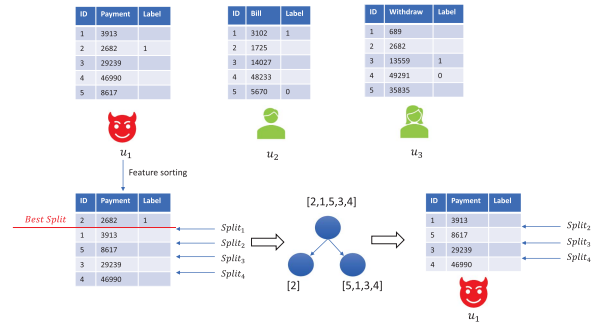 ID Payment Label
1 3913
2 2682 1
3 29239
4 46990
5 8617
u1
ID Bill Label
1 3102 1
2 1725
3 14027
4 48233
5 5670 0
u2
ID Withdraw Label
1 689
2 2682
3 13559 1
4 49291 0
5 35835
u3
Feature sorting
Best Split
ID Payment Label
2 2682 1
1 3913
5 8617
3 29239
4 46990
Split1
Split2
Split3
Split4
[2,1,5,3,4]
[2]
[5,1,3,4]
ID Payment Label
1 3913
5 8617
3 29239
4 46990
Split2
Split3
Split4
u1